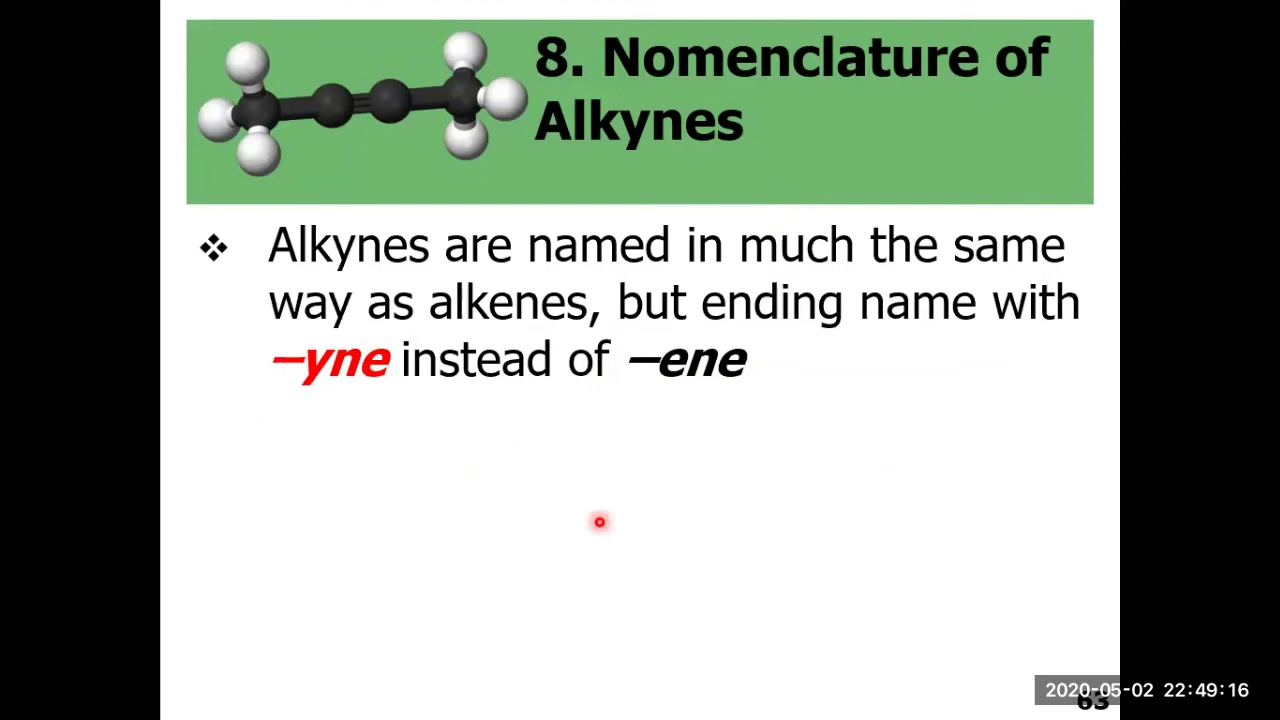 8. Nomenclature of
Alkynes
❖ Alkynes are named in much the same
way as alkenes, but ending name with
–yne instead of –ene
2020-05-02 22:49:16
63